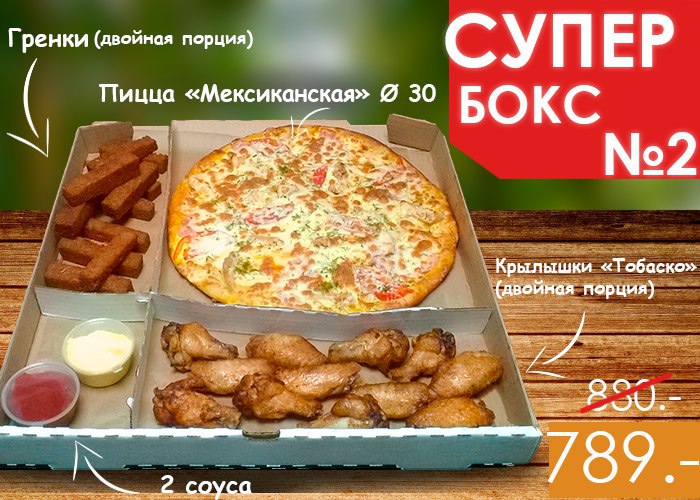 Гренки (двойная порция)
Пицца «Мексиканская» Ø 30
СУПЕР
БОКС
№2
Крылышки «Тобаско»
(двойная порция)
880.-
789.-
2 соуса